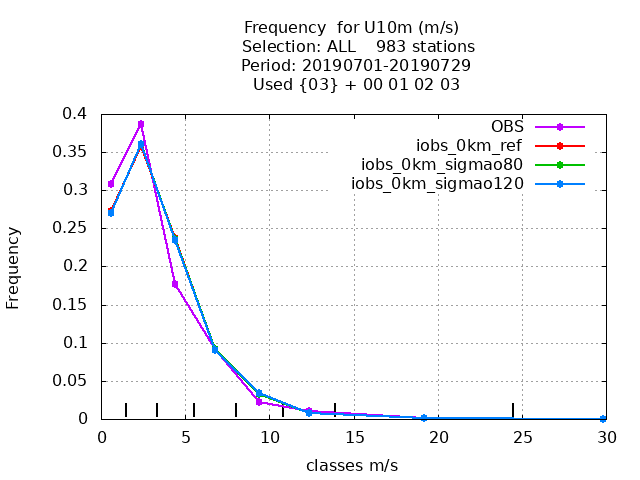 Frequency  for U10m (m/s)
Selection: ALL    983 stations
Period: 20190701-20190729
Used {03} + 00 01 02 03
OBS
iobs_0km_ref
iobs_0km_sigmao80
iobs_0km_sigmao120
Frequency
0.4
0.35
0.3
0.25
0.2
0.15
0.1
0.05
0
0 5 10 15 20 25 30
classes m/s